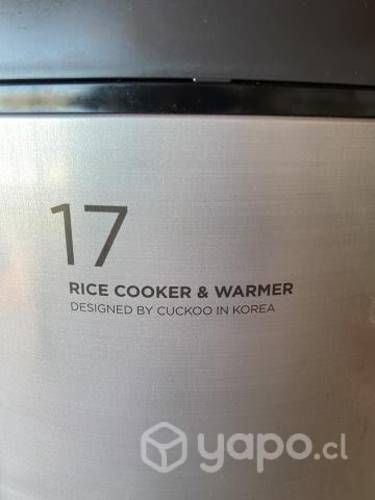 17
RICE COOKER & WARMER
DESIGNED BY CUCKOO IN KOREA
yapo.cl